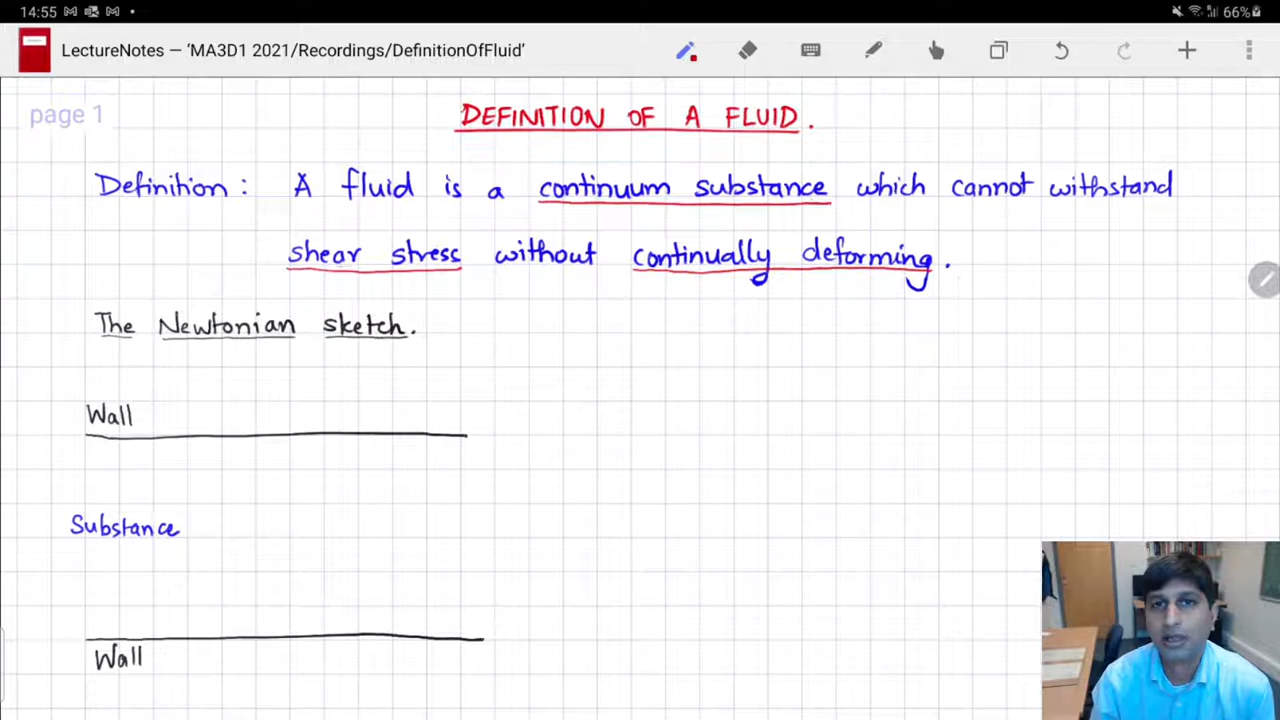 14:55
66%
LectureNotes — ‘MA3D1 2021/Recordings/DefinitionOfFluid’
page 1
DEFINITION OF A FLUID.
Definition: A fluid is a continuum substance which cannot withstand
shear stress without continually deforming.
The Newtonian sketch.
Wall
Substance
Wall